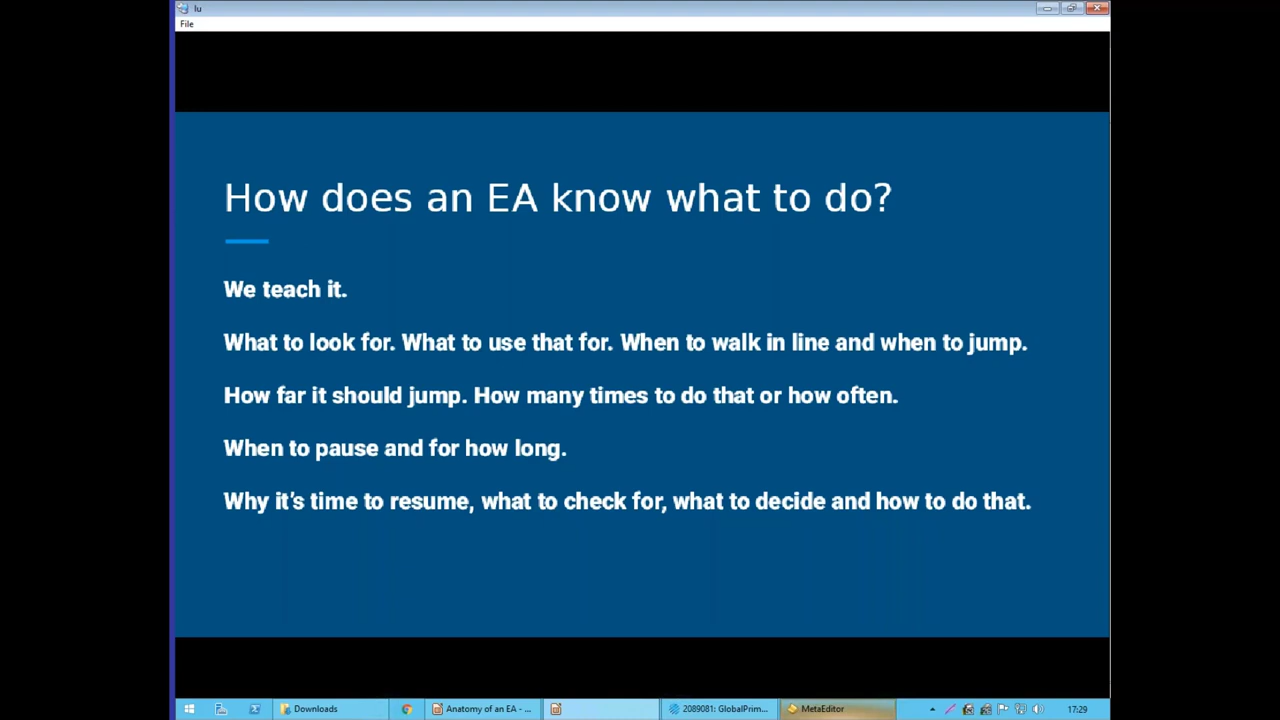 lu
File
How does an EA know what to do?
We teach it.
What to look for. What to use that for. When to walk in line and when to jump.
How far it should jump. How many times to do that or how often.
When to pause and for how long.
Why it's time to resume, what to check for, what to decide and how to do that.
Downloads
Anatomy of an EA - ...
2089081: GlobalPrim...
MetaEditor
17:29